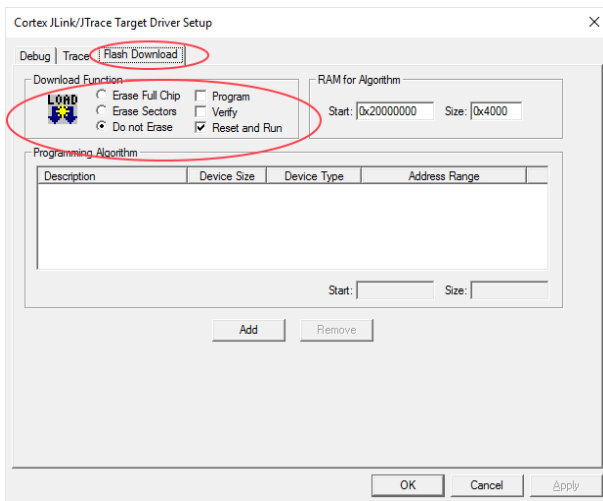 Cortex JLink/JTrace Target Driver Setup
Debug Trace Flash Download
Download Function
LOAD
Erase Full Chip Program
Erase Sectors Verify
Do not Erase Reset and Run
RAM for Algorithm
Start: 0x20000000 Size: 0x4000
Programming Algorithm
Description Device Size Device Type Address Range
Start: Size:
Add Remove
OK Cancel Apply